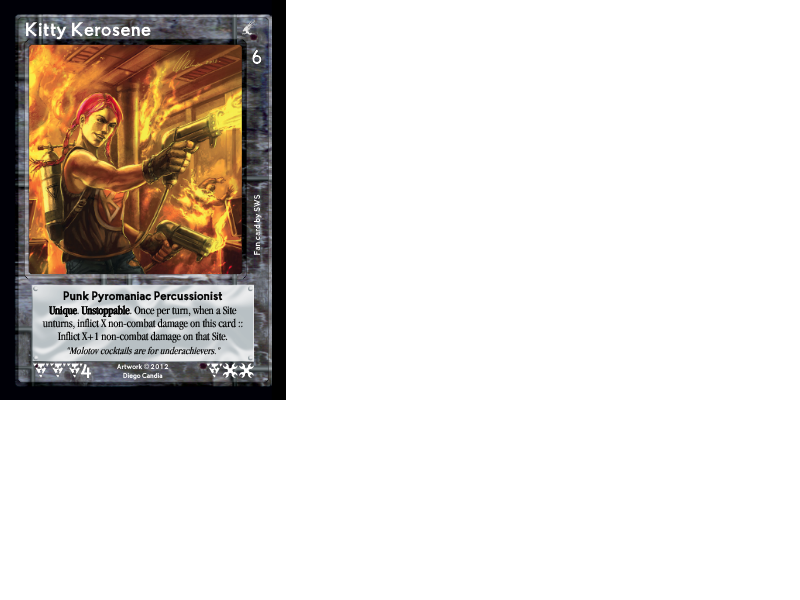 Kitty Kerosene
6
Fan card by SWS
Punk Pyromaniac Percussionist
Unique. Unstoppable. Once per turn, when a Site
unturns, inflict X non-combat damage on this card ::
Inflict X+1 non-combat damage on that Site.
"Molotov cocktails are for underachievers."
4
Artwork © 2012
Diego Candia